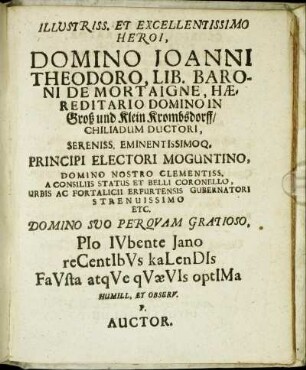 ILLUSTRISS. ET EXCELLENTISSIMO
HEROI,
DOMINO JOANNI
THEODORO, LIB. BARO-
NI DE MORTAIGNE, HÆ-
REDITARIO DOMINO IN
Groß und Klein Krombsdorff/
CHILIADUM DUCTORI,
SERENISS. EMINENTISSIMOQ,
PRINCIPI ELECTORI MOGUNTINO,
DOMINO NOSTRO CLEMENTISS,
A CONSILIIS STATUS ET BELLI CORONELLO,
URBIS AC FORTALICII ERFURTENSIS GUBERNATORI
STRENUISSIMO
ETC.
DOMINO SVO PERQVAM GRATIOSO,
PIo IVbente Jano
reCentIbVs kaLenDIs
FaVsta atqVe qVæVIs optIMa
HUMILL, ET OBSERV.
P.
AUCTOR.